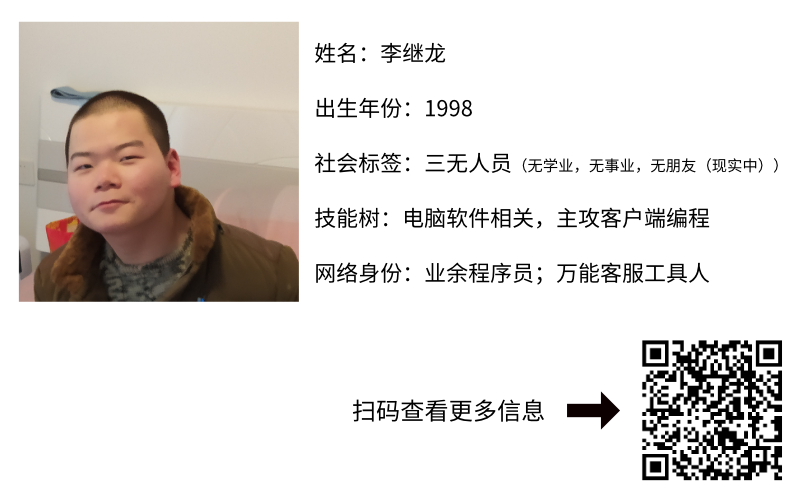 姓名：李继龙
出生年份：1998
社会标签：三无人员（无学业，无事业，无朋友（现实中））
技能树：电脑软件相关，主攻客户端编程
网络身份：业余程序员；万能客服工具人
扫码查看更多信息